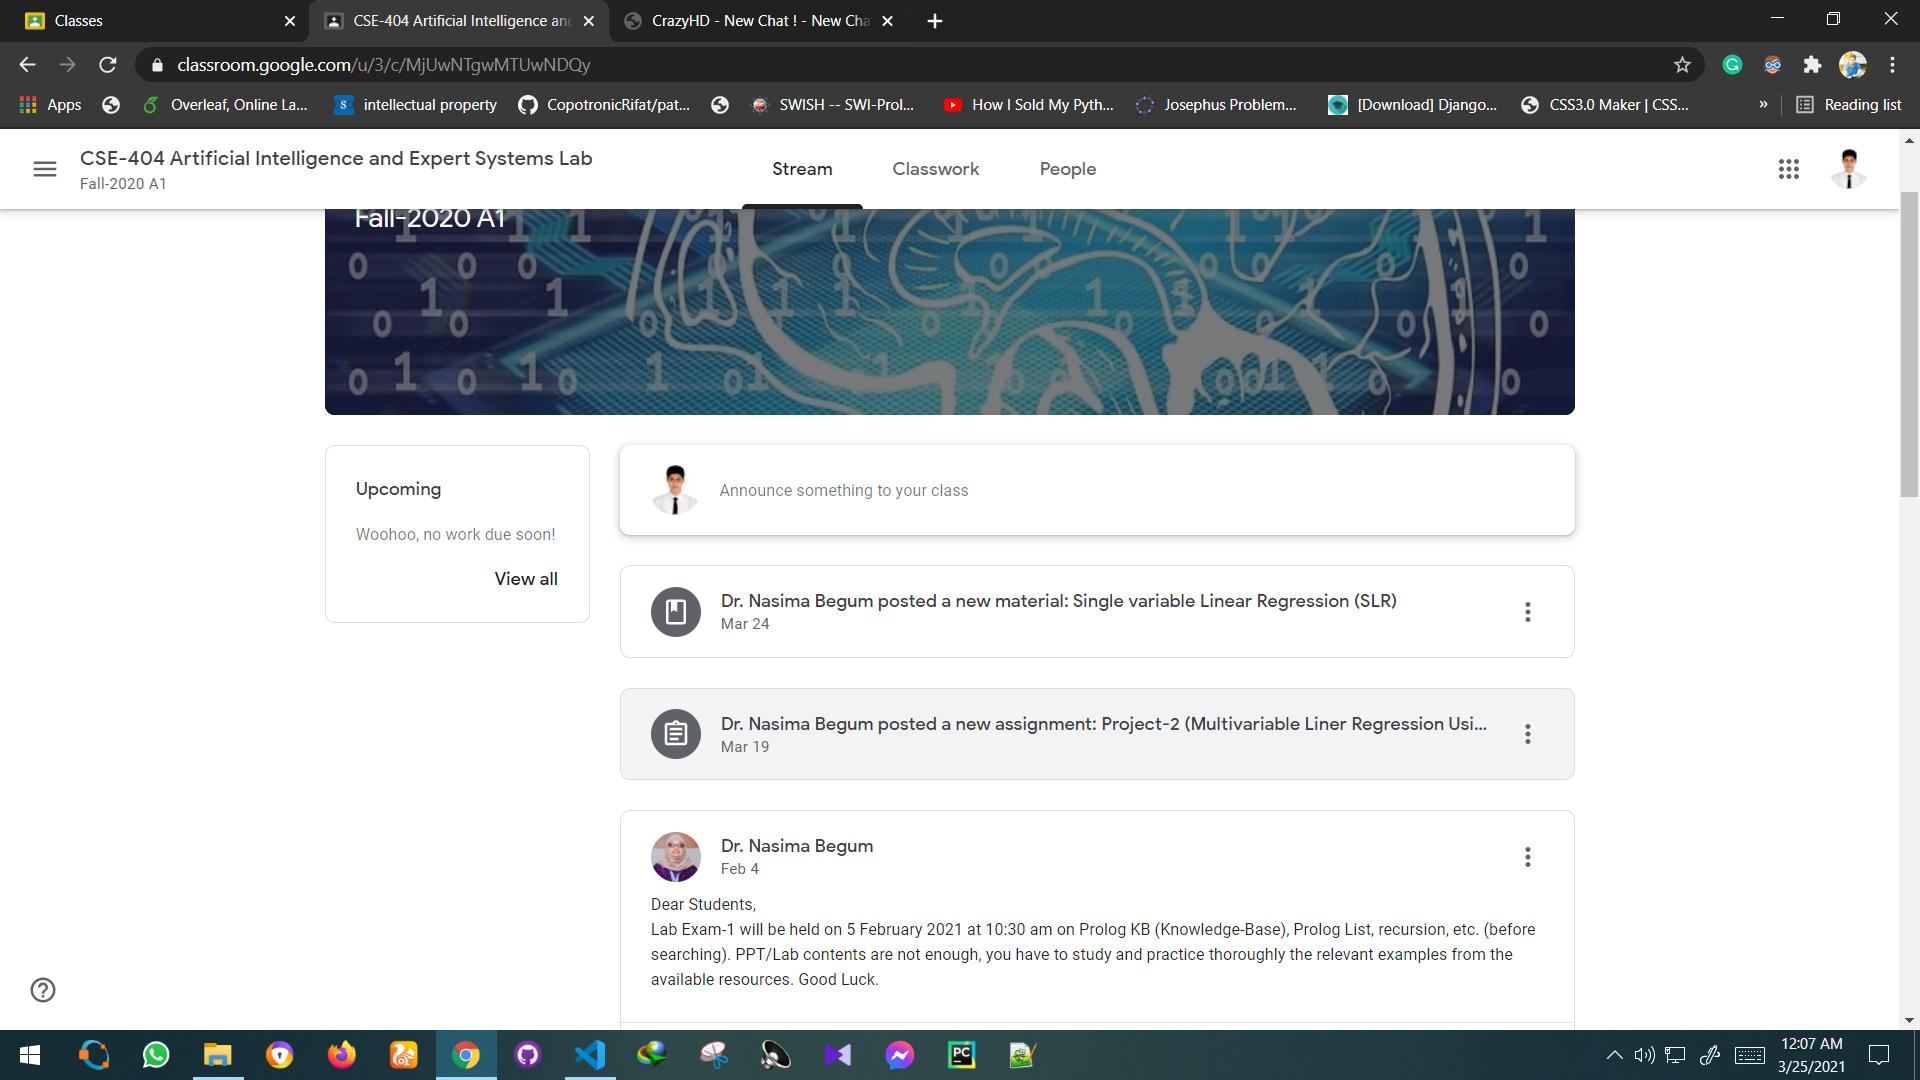 Classes
CSE-404 Artificial Intelligence and
CrazyHD - New Chat ! - New Cha
classroom.google.com/u/3/c/MjUwNTgwMTUwNDQy
Apps
Overleaf, Online La...
intellectual property
CopotronicRifat/pat...
SWISH -- SWI-Prol...
How I Sold My Pyth...
Josephus Problem...
[Download] Django...
CSS3.0 Maker | CSS...
»
Reading list
CSE-404 Artificial Intelligence and Expert Systems Lab
Fall-2020 A1
Stream
Classwork
People
Fall-2020 A1
Upcoming
Woohoo, no work due soon!
View all
Announce something to your class
Dr. Nasima Begum posted a new material: Single variable Linear Regression (SLR)
Mar 24
Dr. Nasima Begum posted a new assignment: Project-2 (Multivariable Liner Regression Usi...
Mar 19
Dr. Nasima Begum
Feb 4
Dear Students,
Lab Exam-1 will be held on 5 February 2021 at 10:30 am on Prolog KB (Knowledge-Base), Prolog List, recursion, etc. (before
searching). PPT/Lab contents are not enough, you have to study and practice thoroughly the relevant examples from the
available resources. Good Luck.
12:07 AM
3/25/2021